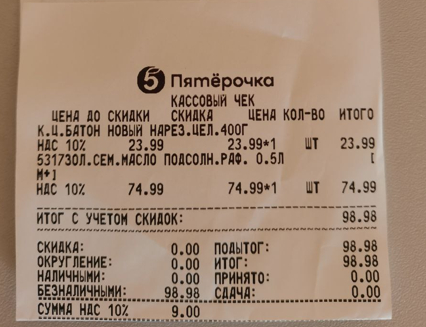 5 Пятёрочка
КАССОВЫЙ ЧЕК
ЦЕНА ДО СКИДКИ СКИДКА ЦЕНА КОЛ-ВО ИТОГО
К.Ц.БАТОН НОВЫЙ НАРЕЗ.ЦЕЛ.400Г
НДС 10% 23.99 23.99*1 ШТ 23.99
5317ЗОЛ.СЕМ.МАСЛО ПОДСОЛН.РАФ. 0.5Л [
М+]
НДС 10% 74.99 74.99*1 ШТ 74.99
ИТОГ С УЧЕТОМ СКИДОК: 98.98
СКИДКА: 0.00 ПОДЫТОГ: 98.98
ОКРУГЛЕНИЕ: 0.00 ИТОГ: 98.98
НАЛИЧНЫМИ: 0.00 ПРИНЯТО: 0.00
БЕЗНАЛИЧНЫМИ: 98.98 СДАЧА: 0.00
СУММА НДС 10% 9.00